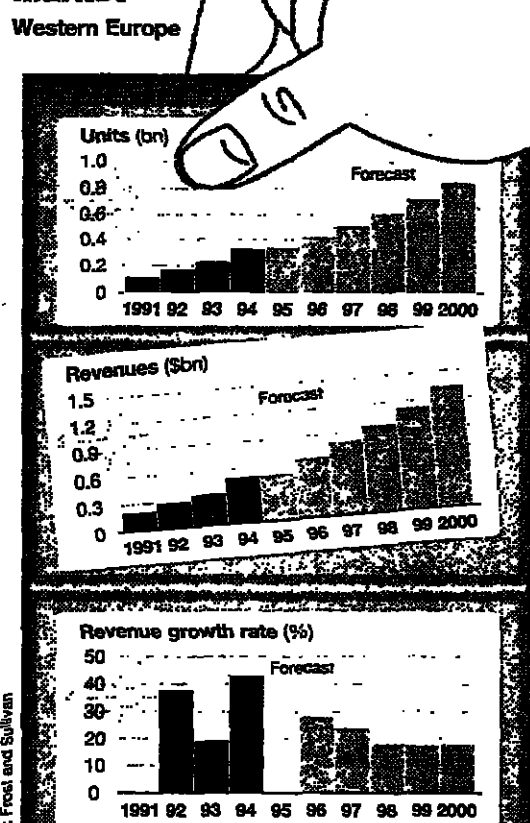 Western Europe
Units (bn)
1.0
0.8
0.6
0.4
0.2
0
Forecast
1991 92 93 94 95 96 97 98 99 2000
Revenues ($bn)
1.5
1.2
0.9
0.6
0.3
0
Forecast
1991 92 93 94 95 96 97 98 99 2000
Revenue growth rate (%)
50
40
30
20
10
0
Forecast
1991 92 93 94 95 96 97 98 99 2000
: Frost and Sullivan